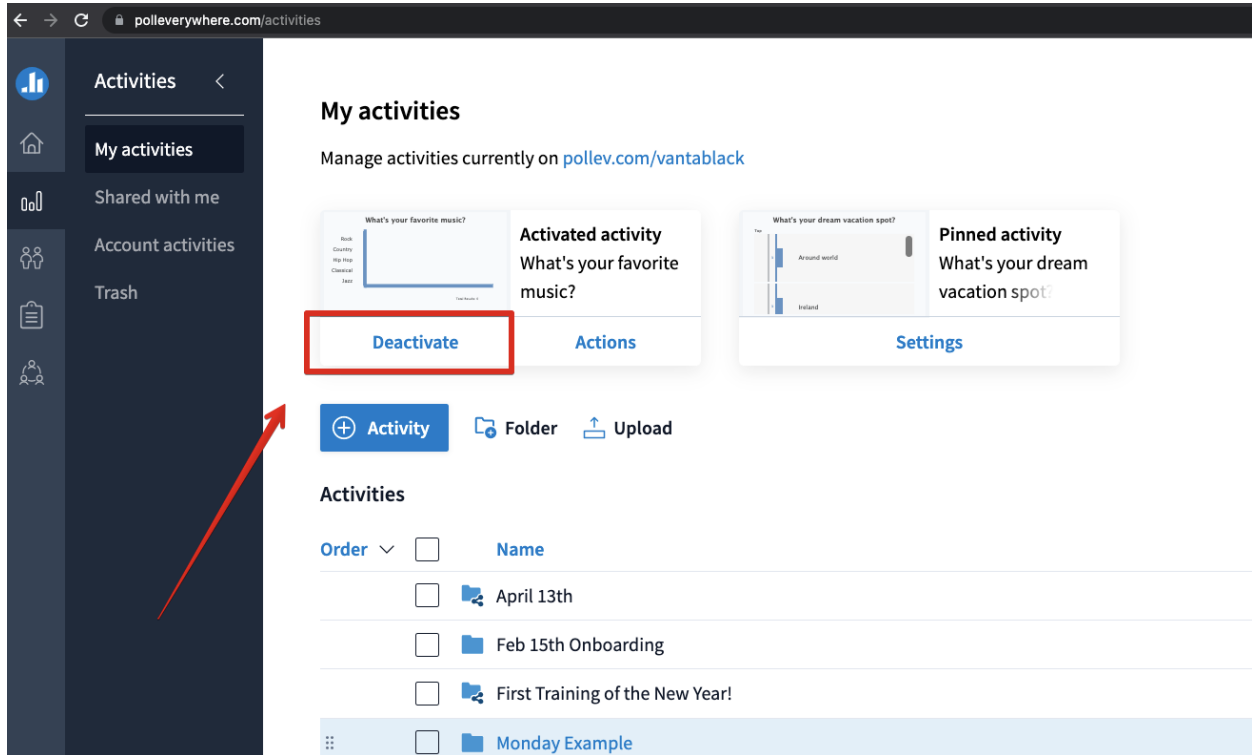 polleverywhere.com/activities
Activities
My activities
Shared with me
Account activities
Trash
My activities
Manage activities currently on pollev.com/vantablack
What's your favorite music?
Rock
Country
Hip Hop
Classical
Jazz
Activated activity
What's your favorite
music?
Deactivate
Actions
What's your dream vacation spot?
Top
Around world
Ireland
Pinned activity
What's your dream
vacation spot?
Settings
Activity
Folder
Upload
Activities
Order
Name
April 13th
Feb 15th Onboarding
First Training of the New Year!
Monday Example